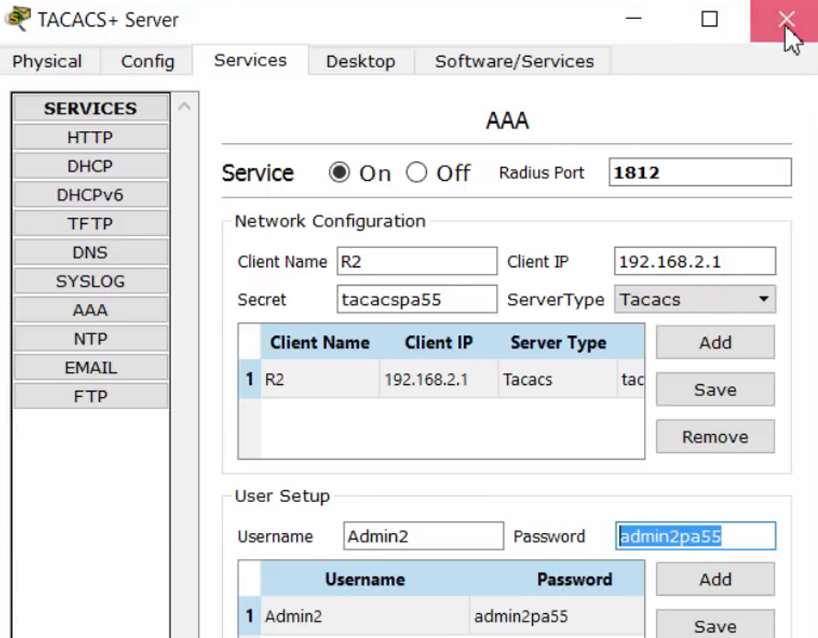 TACACS+ Server
Physical Config Services Desktop Software/Services
SERVICES
HTTP
DHCP
DHCPv6
TFTP
DNS
SYSLOG
AAA
NTP
EMAIL
FTP
AAA
Service On Off Radius Port 1812
Network Configuration
Client Name R2 Client IP 192.168.2.1
Secret tacacspa55 ServerType Tacacs
Client Name Client IP Server Type
1 R2 192.168.2.1 Tacacs tac
Add
Save
Remove
User Setup
Username Admin2 Password admin2pa55
Username Password
1 Admin2 admin2pa55
Add
Save